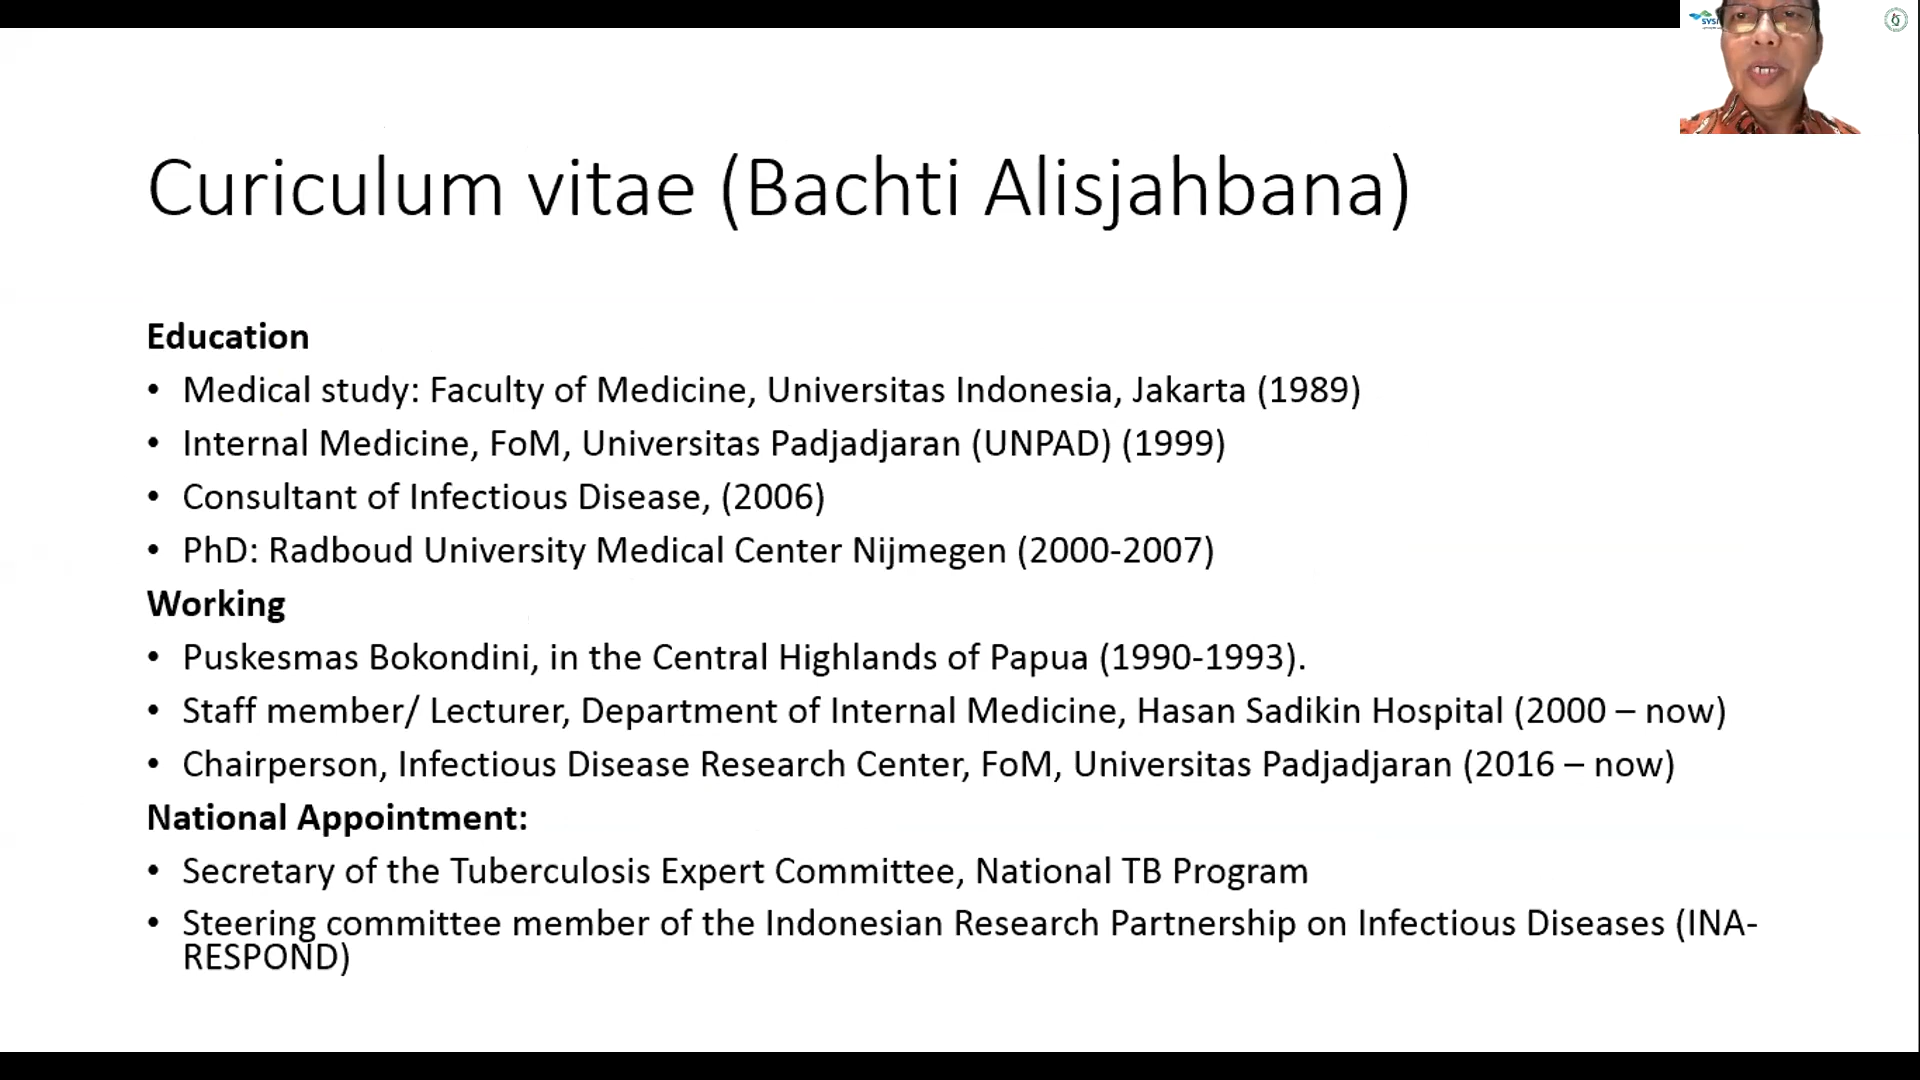 Curiculum vitae (Bachti Alisjahbana)
Education
• Medical study: Faculty of Medicine, Universitas Indonesia, Jakarta (1989)
• Internal Medicine, FoM, Universitas Padjadjaran (UNPAD) (1999)
• Consultant of Infectious Disease, (2006)
• PhD: Radboud University Medical Center Nijmegen (2000-2007)
Working
• Puskesmas Bokondini, in the Central Highlands of Papua (1990-1993).
• Staff member/ Lecturer, Department of Internal Medicine, Hasan Sadikin Hospital (2000 – now)
• Chairperson, Infectious Disease Research Center, FoM, Universitas Padjadjaran (2016 – now)
National Appointment:
• Secretary of the Tuberculosis Expert Committee, National TB Program
• Steering committee member of the Indonesian Research Partnership on Infectious Diseases (INA-
RESPOND)